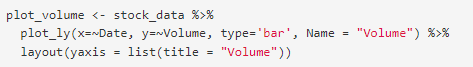 plot_volume <- stock_data %>%
  plot_ly(x=~Date, y=~Volume, type='bar', Name = "Volume") %>%
  layout(yaxis = list(title = "Volume"))